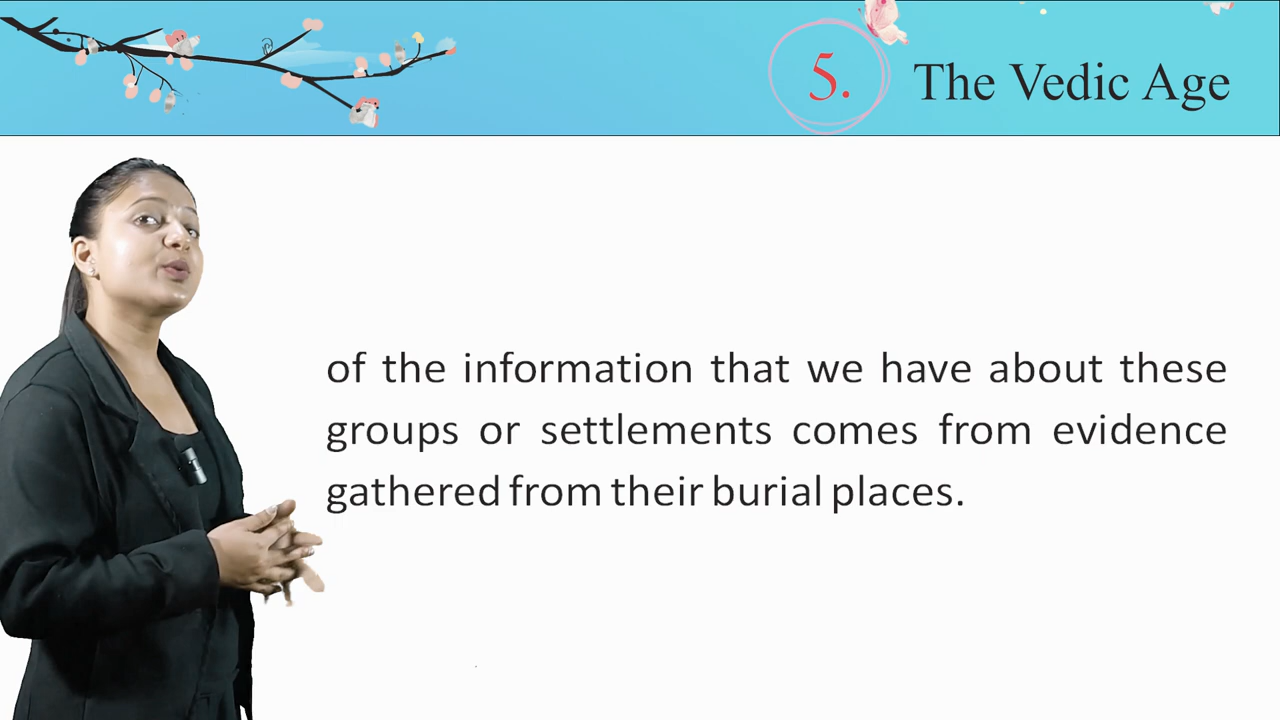 5. The Vedic Age
of the information that we have about these
groups or settlements comes from evidence
gathered from their burial places.